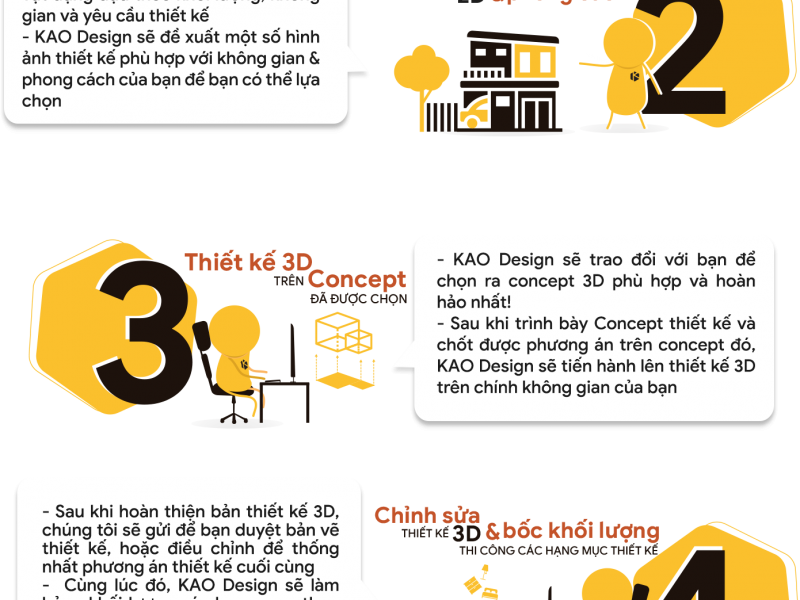 gian và yêu cầu thiết kế
- KAO Design sẽ đề xuất một số hình
ảnh thiết kế phù hợp với không gian &
phong cách của bạn để bạn có thể lựa
chọn
2
3
Thiết kế 3D
TRÊN Concept
ĐÃ ĐƯỢC CHỌN
- KAO Design sẽ trao đổi với bạn để
chọn ra concept 3D phù hợp và hoàn
hảo nhất!
- Sau khi trình bày Concept thiết kế và
chốt được phương án trên concept đó,
KAO Design sẽ tiến hành lên thiết kế 3D
trên chính không gian của bạn
- Sau khi hoàn thiện bản thiết kế 3D,
chúng tôi sẽ gửi để bạn duyệt bản vẽ
thiết kế, hoặc điều chỉnh để thống
nhất phương án thiết kế cuối cùng
- Cùng lúc đó, KAO Design sẽ làm
Chỉnh sửa
THIẾT KẾ 3D & bốc khối lượng
THI CÔNG CÁC HẠNG MỤC THIẾT KẾ
4